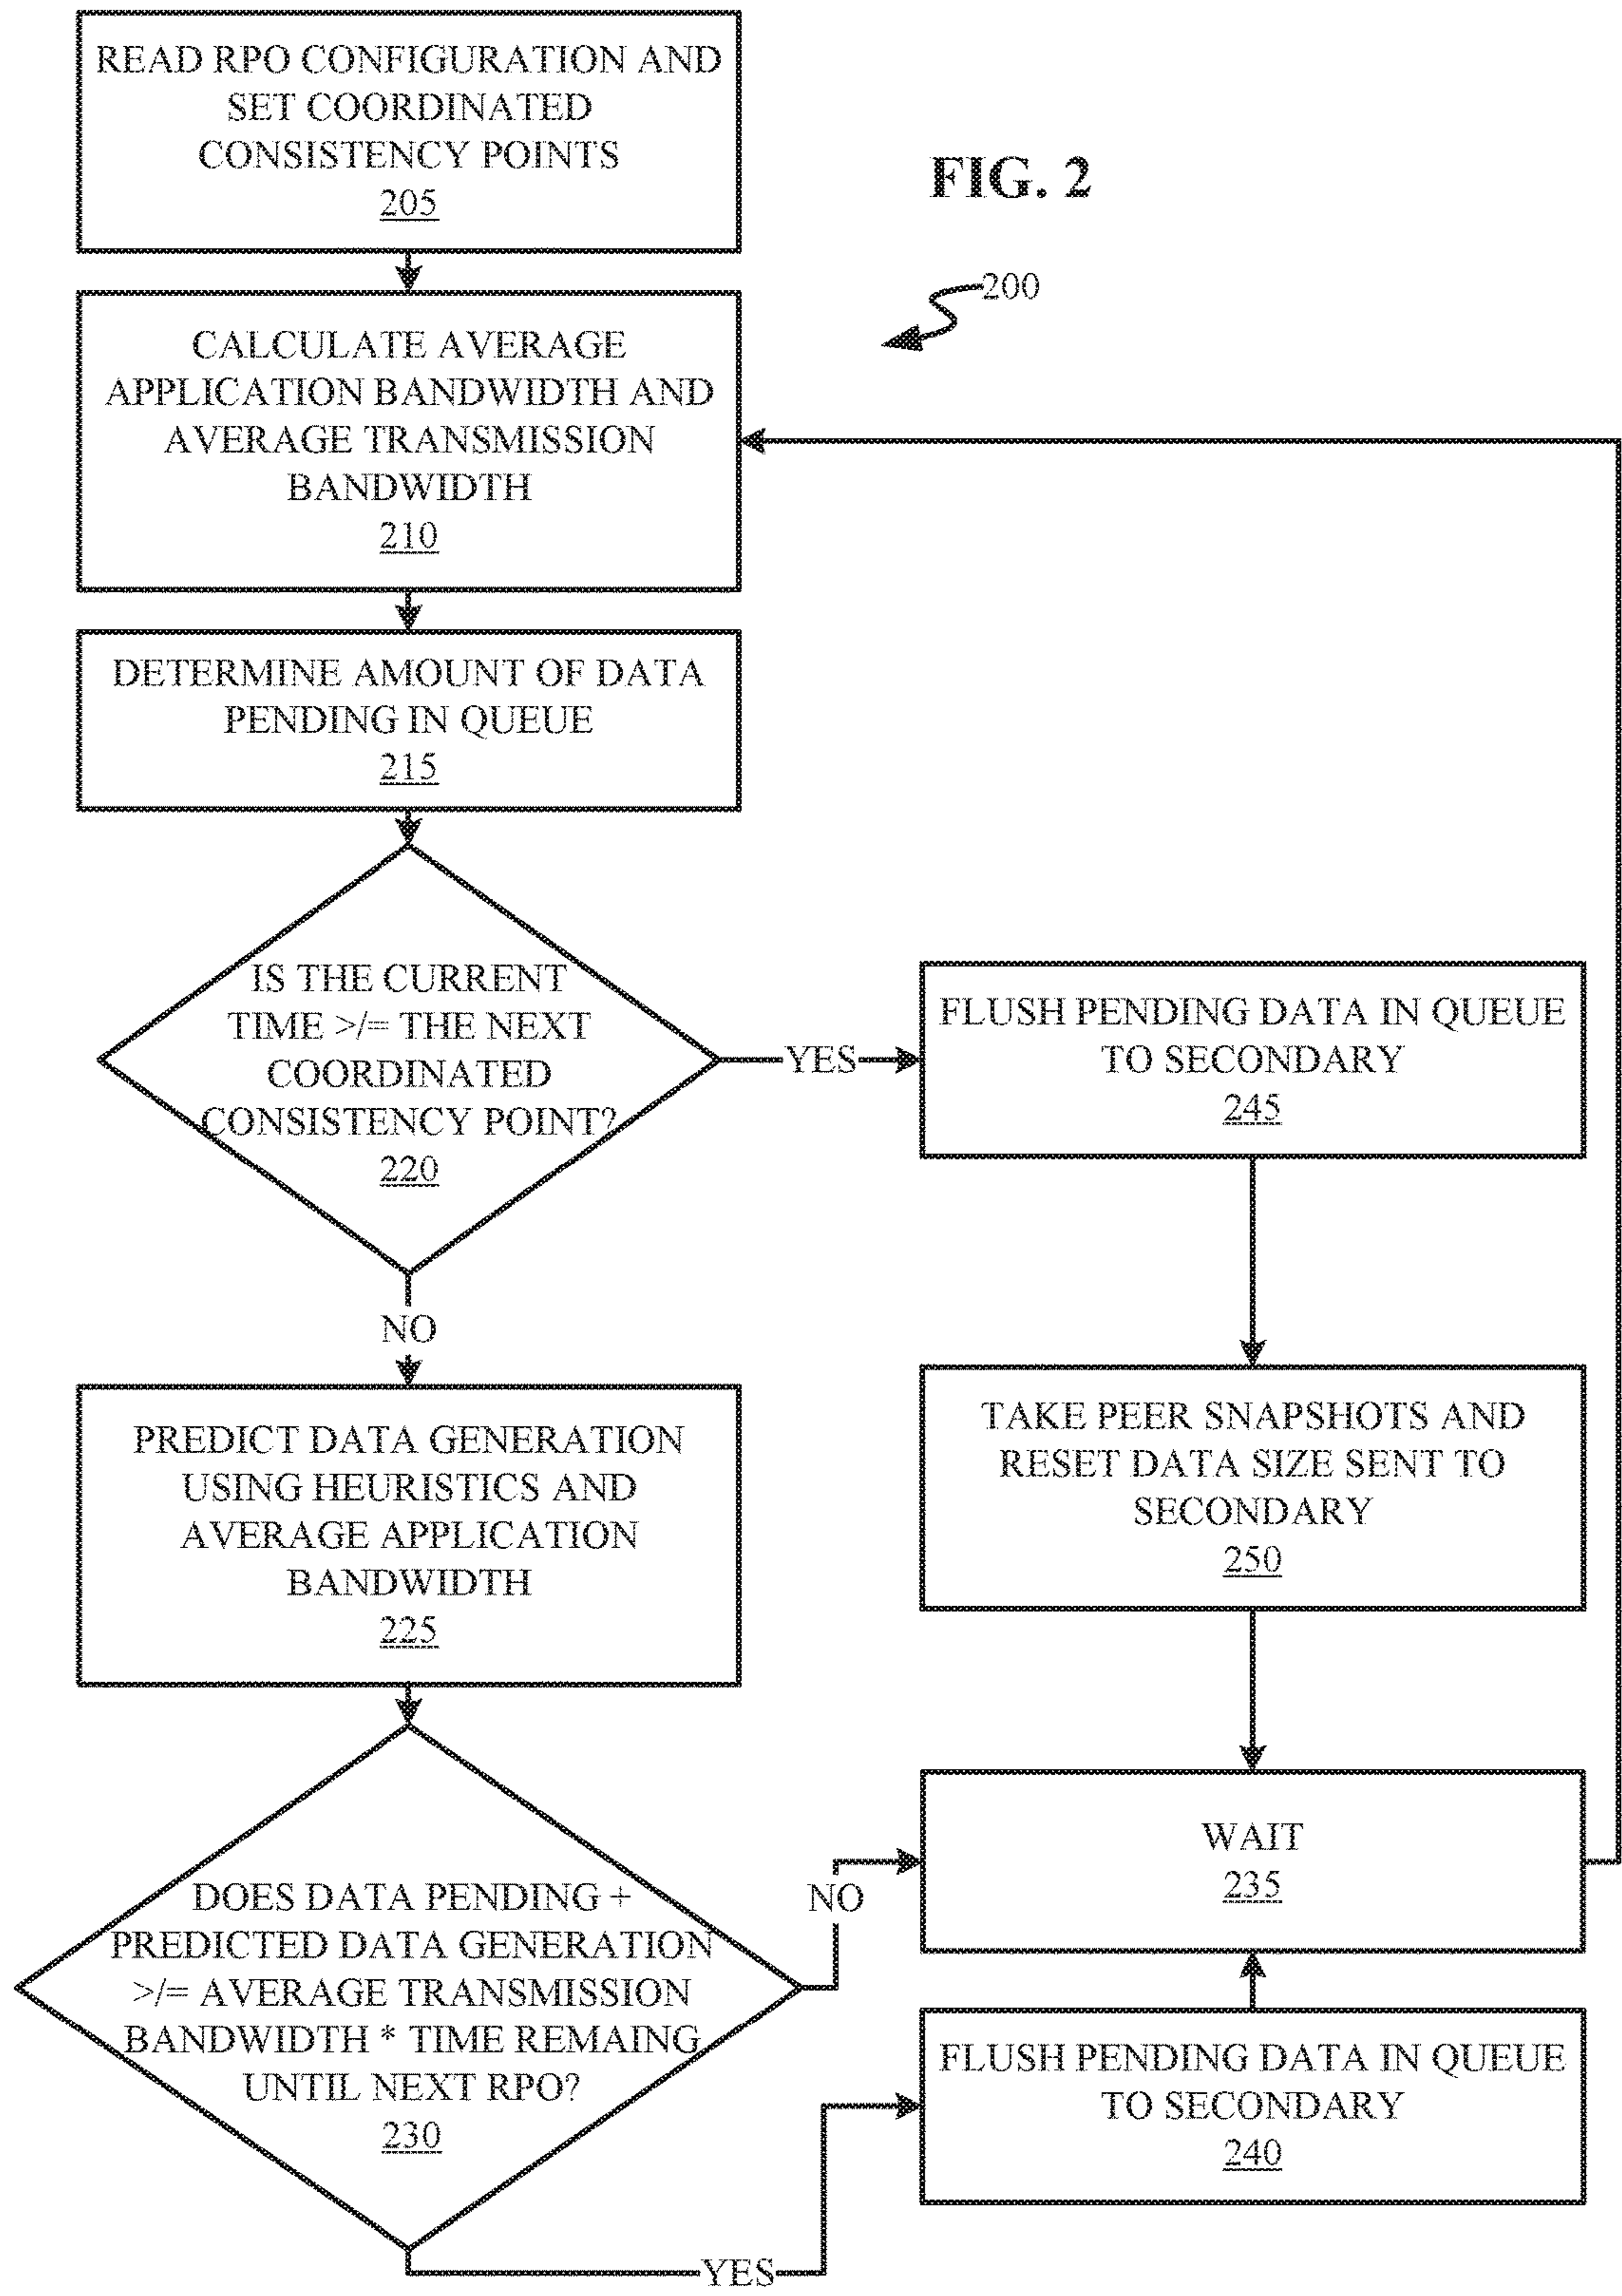 READ RPO CONFIGURATION AND
SET COORDINATED
CONSISTENCY POINTS
205
FIG. 2
200
CALCULATE AVERAGE
APPLICATION BANDWIDTH AND
AVERAGE TRANSMISSION
BANDWIDTH
210
DETERMINE AMOUNT OF DATA
PENDING IN QUEUE
215
IS THE CURRENT
TIME >/= THE NEXT
COORDINATED
CONSISTENCY POINT?
220
YES
FLUSH PENDING DATA IN QUEUE
TO SECONDARY
245
NO
TAKE PEER SNAPSHOTS AND
RESET DATA SIZE SENT TO
SECONDARY
250
PREDICT DATA GENERATION
USING HEURISTICS AND
AVERAGE APPLICATION
BANDWIDTH
225
DOES DATA PENDING +
PREDICTED DATA GENERATION
>/= AVERAGE TRANSMISSION
BANDWIDTH * TIME REMAING
UNTIL NEXT RPO?
230
NO
WAIT
235
YES
FLUSH PENDING DATA IN QUEUE
TO SECONDARY
240